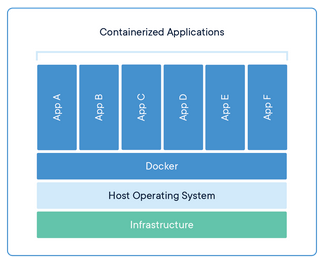 Containerized Applications
App A
App B
App C
App D
App E
App F
Docker
Host Operating System
Infrastructure